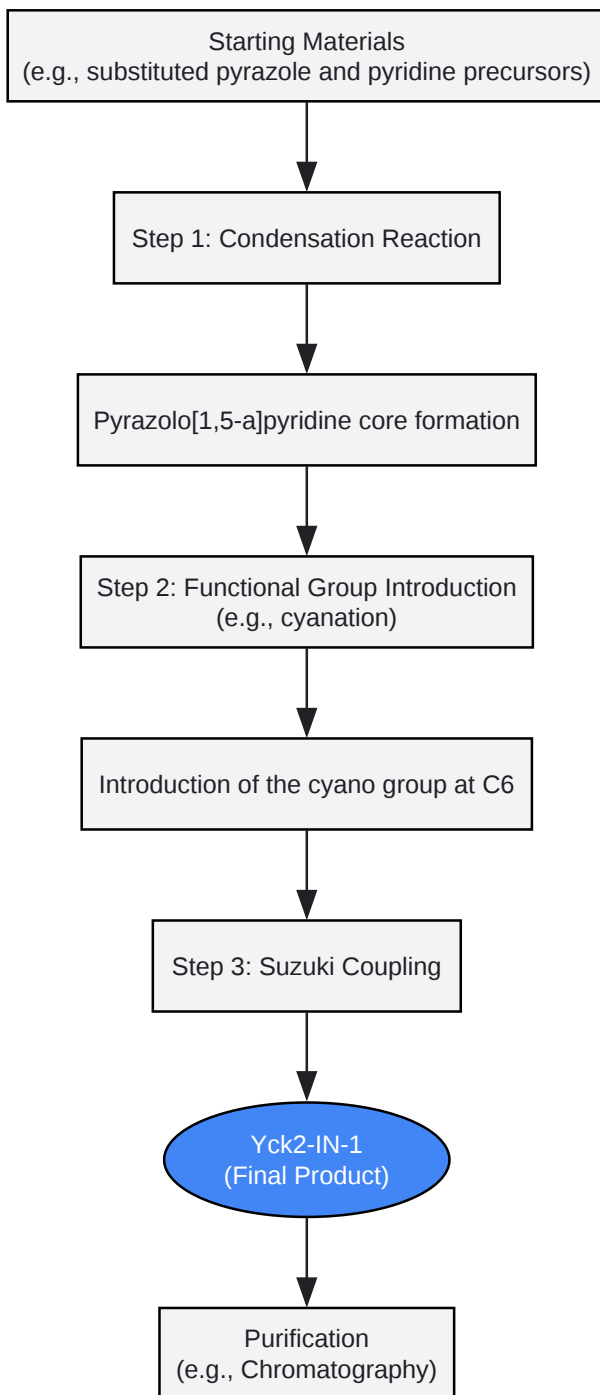 Starting Materials
(e.g., substituted pyrazole and pyridine precursors)
Step 1: Condensation Reaction
Pyrazolo[1,5-a]pyridine core formation
Step 2: Functional Group Introduction
(e.g., cyanation)
Introduction of the cyano group at C6
Step 3: Suzuki Coupling
Yck2-IN-1
(Final Product)
Purification
(e.g., Chromatography)